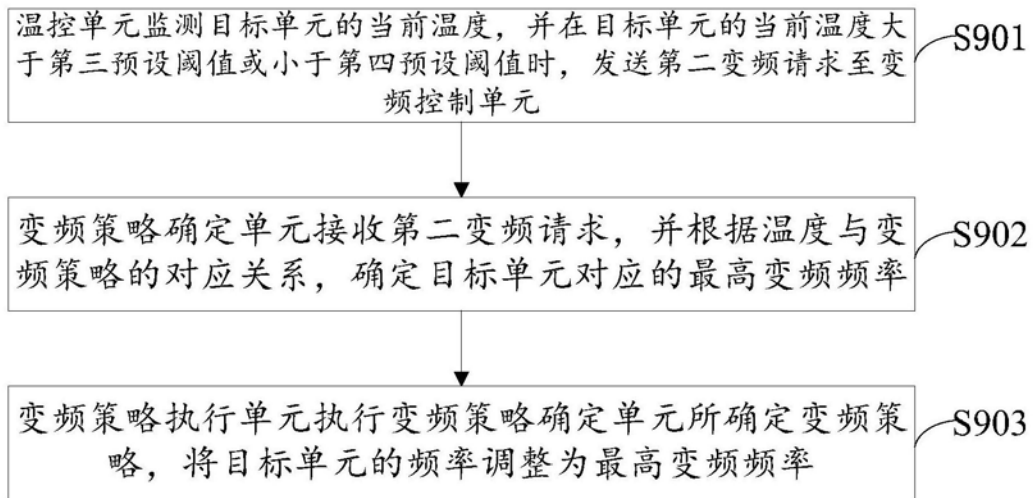 温控单元监测目标单元的当前温度，并在目标单元的当前温度大
于第三预设阈值或小于第四预设阈值时，发送第二变频请求至变
频控制单元
S901
变频策略确定单元接收第二变频请求，并根据温度与变
频策略的对应关系，确定目标单元对应的最高变频频率
S902
变频策略执行单元执行变频策略确定单元所确定变频策
略，将目标单元的频率调整为最高变频频率
S903